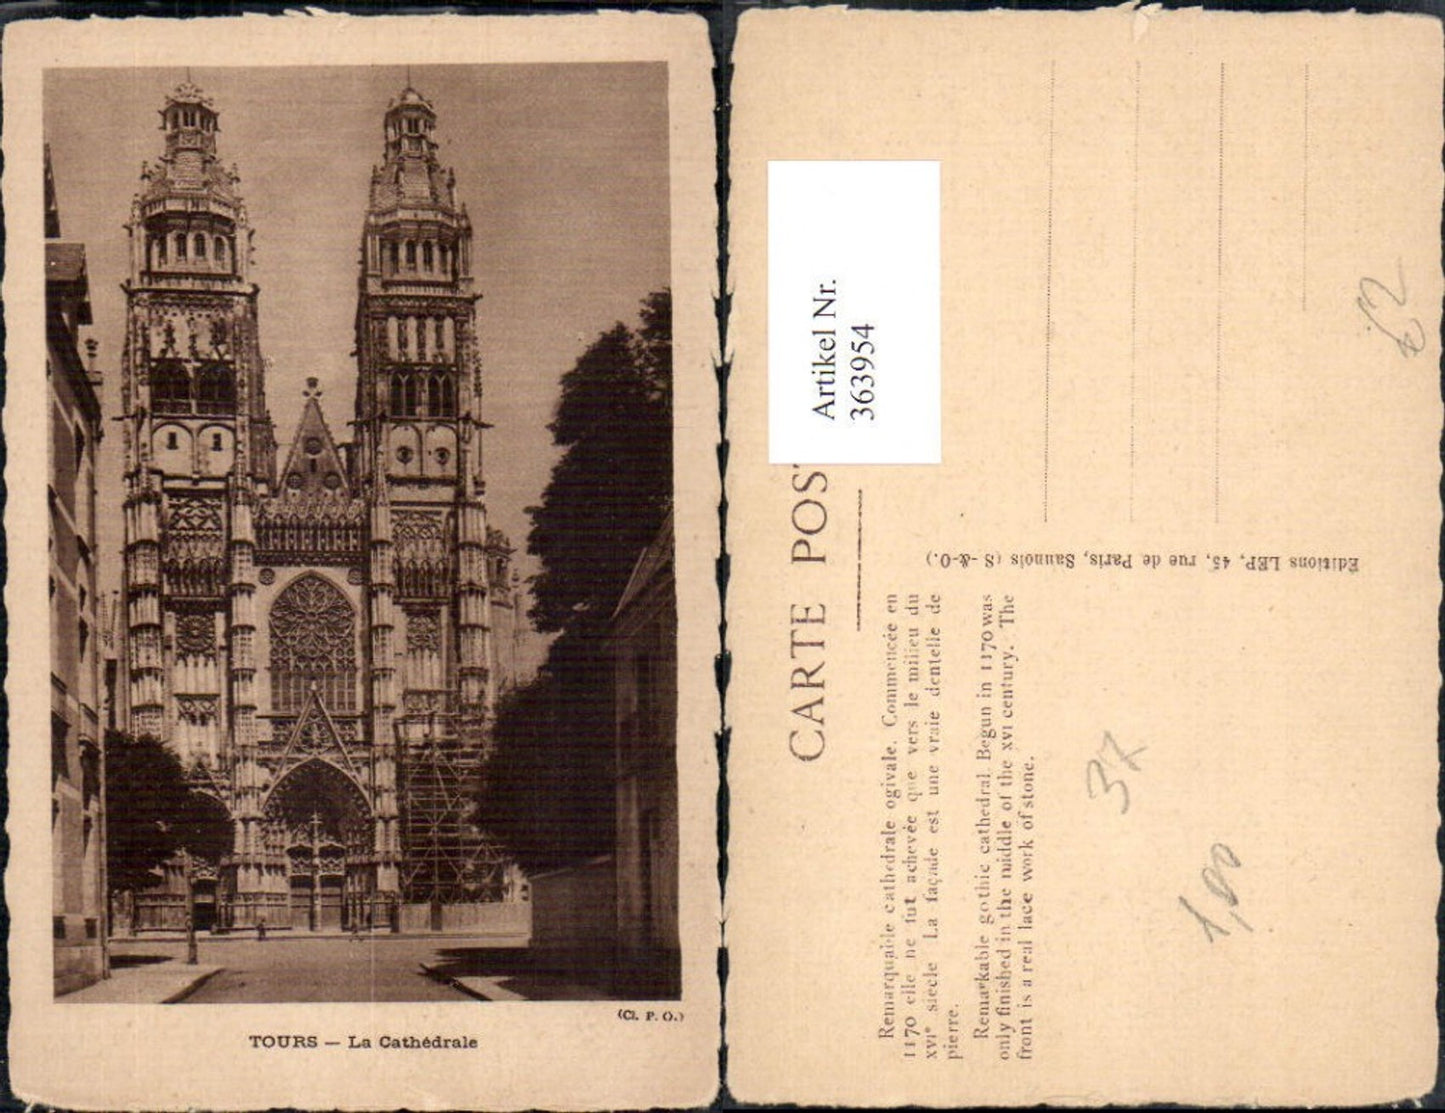 (Cl. P. O.)
TOURS — La Cathédrale
Artikel Nr.
363954
CARTE POS
Remarquable cathédrale ogivale. Commencée en
1170 elle ne fut achevée que vers le milieu du
XVIe siècle La façade est une vraie dentelle de
pierre.
Remarkable gothic cathedral. Begun in 1170 was
only finished in the middle of the XVI century. The
front is a real lace work of stone.
Editions LEP, 45, rue de Paris, Sannois (S.-&-O.)
37
1,00